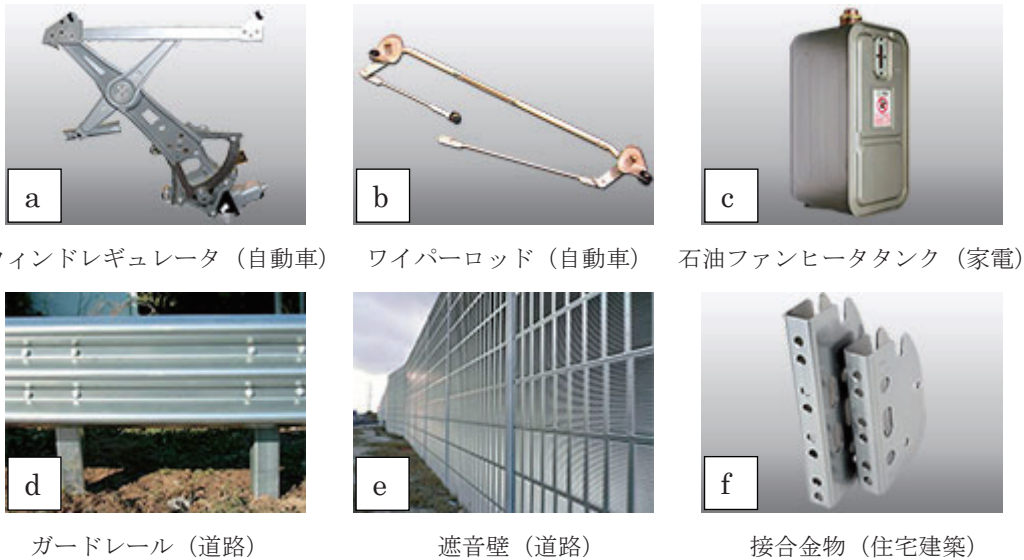 a
b
c
ィンドレギュレータ（自動車）
ワイパーロッド（自動車）
石油ファンヒータタンク（家電）
d
e
f
ガードレール（道路）
遮音壁（道路）
接合金物（住宅建築）